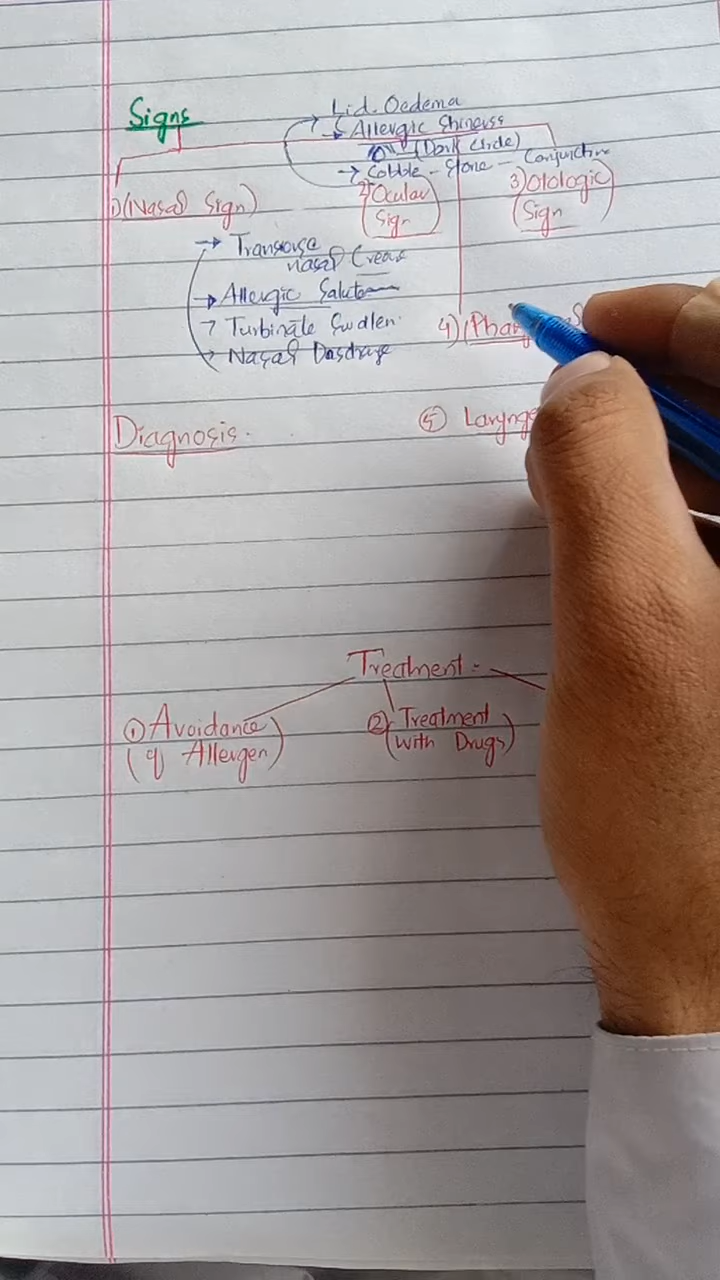 Signs
Lid. Oedema
Allergic Shiners
(Dark Circle)
Cobble - Stone - Conjunctiva
1) (Nasal Sign)
2) (Ocular
Sign)
3) (Otologic
Sign)
Transverse
nasal Crease
Allergic Salute
Turbinate Swollen
Nasal
4) (Phar
Diagnosis.
⑤ Larynge
Treatment -
① Avoidance
(of Allergen)
② (Treatment
with Drugs)